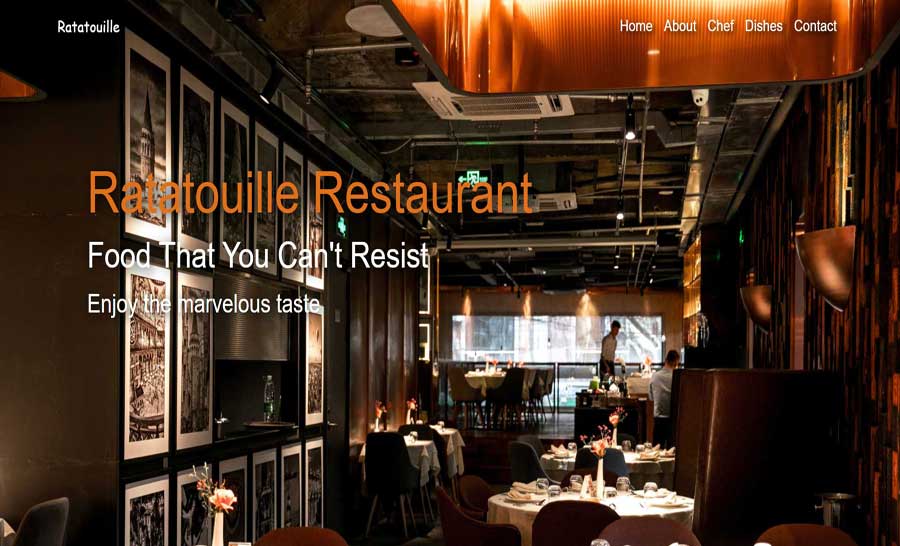 Ratatouille
Home About Chef Dishes Contact
Ratatouille Restaurant
Food That You Can't Resist
Enjoy the marvelous taste